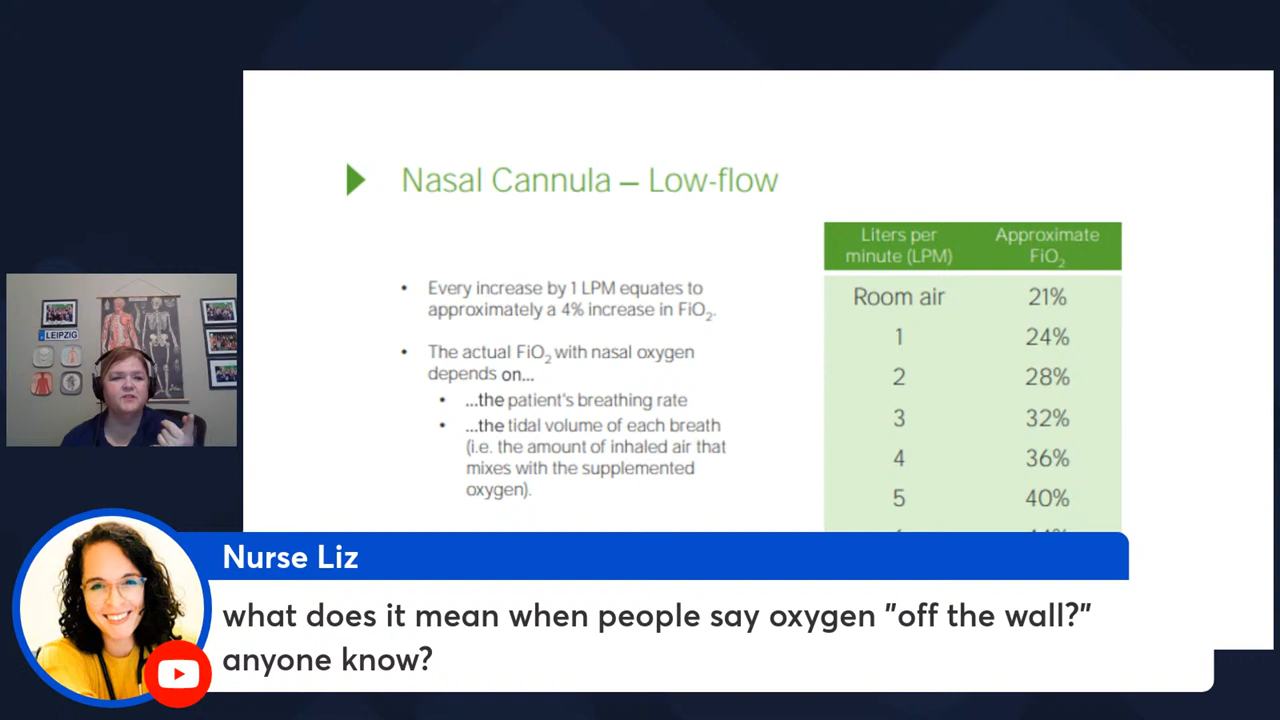 Nasal Cannula – Low-flow
Liters per
minute (LPM)
Approximate
FiO2
• Every increase by 1 LPM equates to
approximately a 4% increase in FiO2.
• The actual FiO2 with nasal oxygen
depends on...
• ...the patient's breathing rate
• ...the tidal volume of each breath
(i.e. the amount of inhaled air that
mixes with the supplemented
oxygen).
Room air 21%
1 24%
2 28%
3 32%
4 36%
5 40%
LEIPZIG
Nurse Liz
what does it mean when people say oxygen "off the wall?"
anyone know?